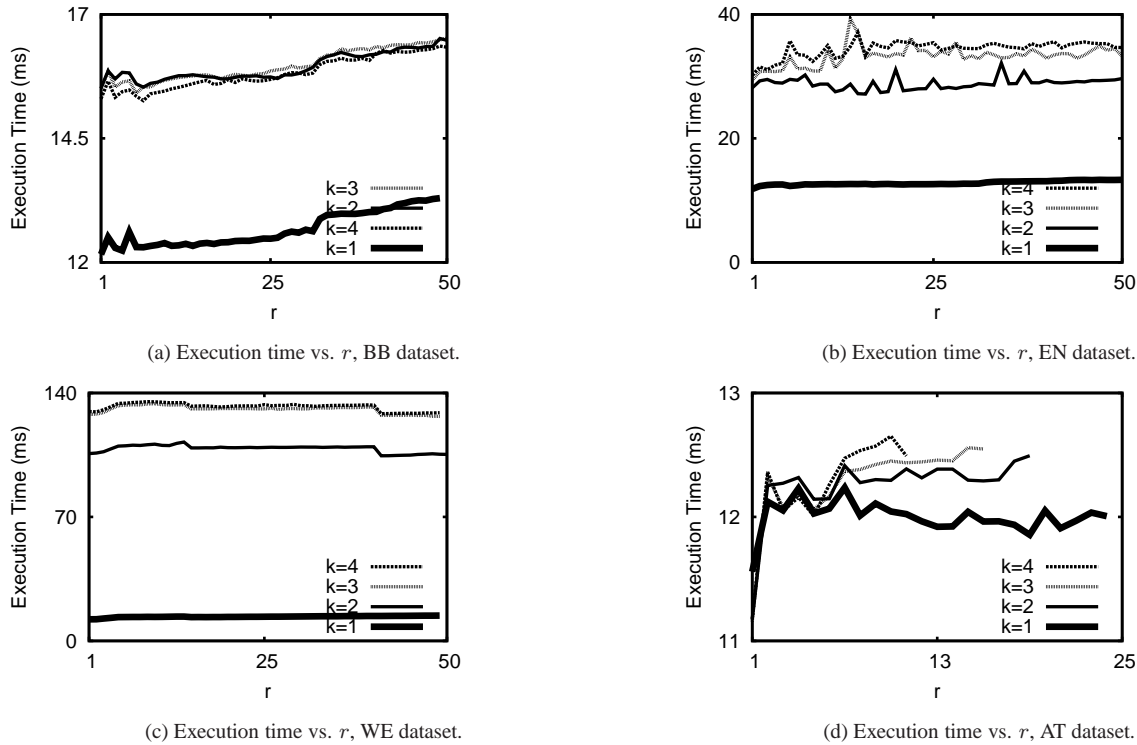 17
14.5
12
Execution Time (ms)
k=3
k=2
k=4
k=1
1
25
50
r
(a) Execution time vs. r, BB dataset.
40
20
0
Execution Time (ms)
k=4
k=3
k=2
k=1
1
25
50
r
(b) Execution time vs. r, EN dataset.
140
70
0
Execution Time (ms)
k=4
k=3
k=2
k=1
1
25
50
r
(c) Execution time vs. r, WE dataset.
13
12
11
Execution Time (ms)
k=4
k=3
k=2
k=1
1
13
25
r
(d) Execution time vs. r, AT dataset.